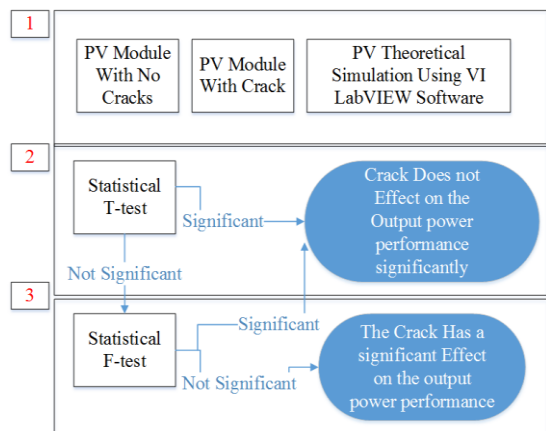 1
PV Module
With No
Cracks
PV Module
With Crack
PV Theoretical
Simulation Using VI
LabVIEW Software
2
Statistical
T-test
Significant
Crack Does not
Effect on the
Output power
performance
significantly
Not Significant
3
Statistical
F-test
Significant
Not Significant
The Crack Has a
significant Effect
on the output
power performance